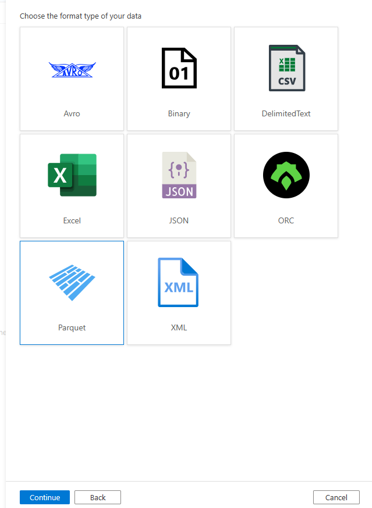 Choose the format type of your data
AVRO
01
CSV
Avro
Binary
DelimitedText
X
{:}
JSON
Excel
JSON
ORC
XML
Parquet
XML
Continue
Back
Cancel